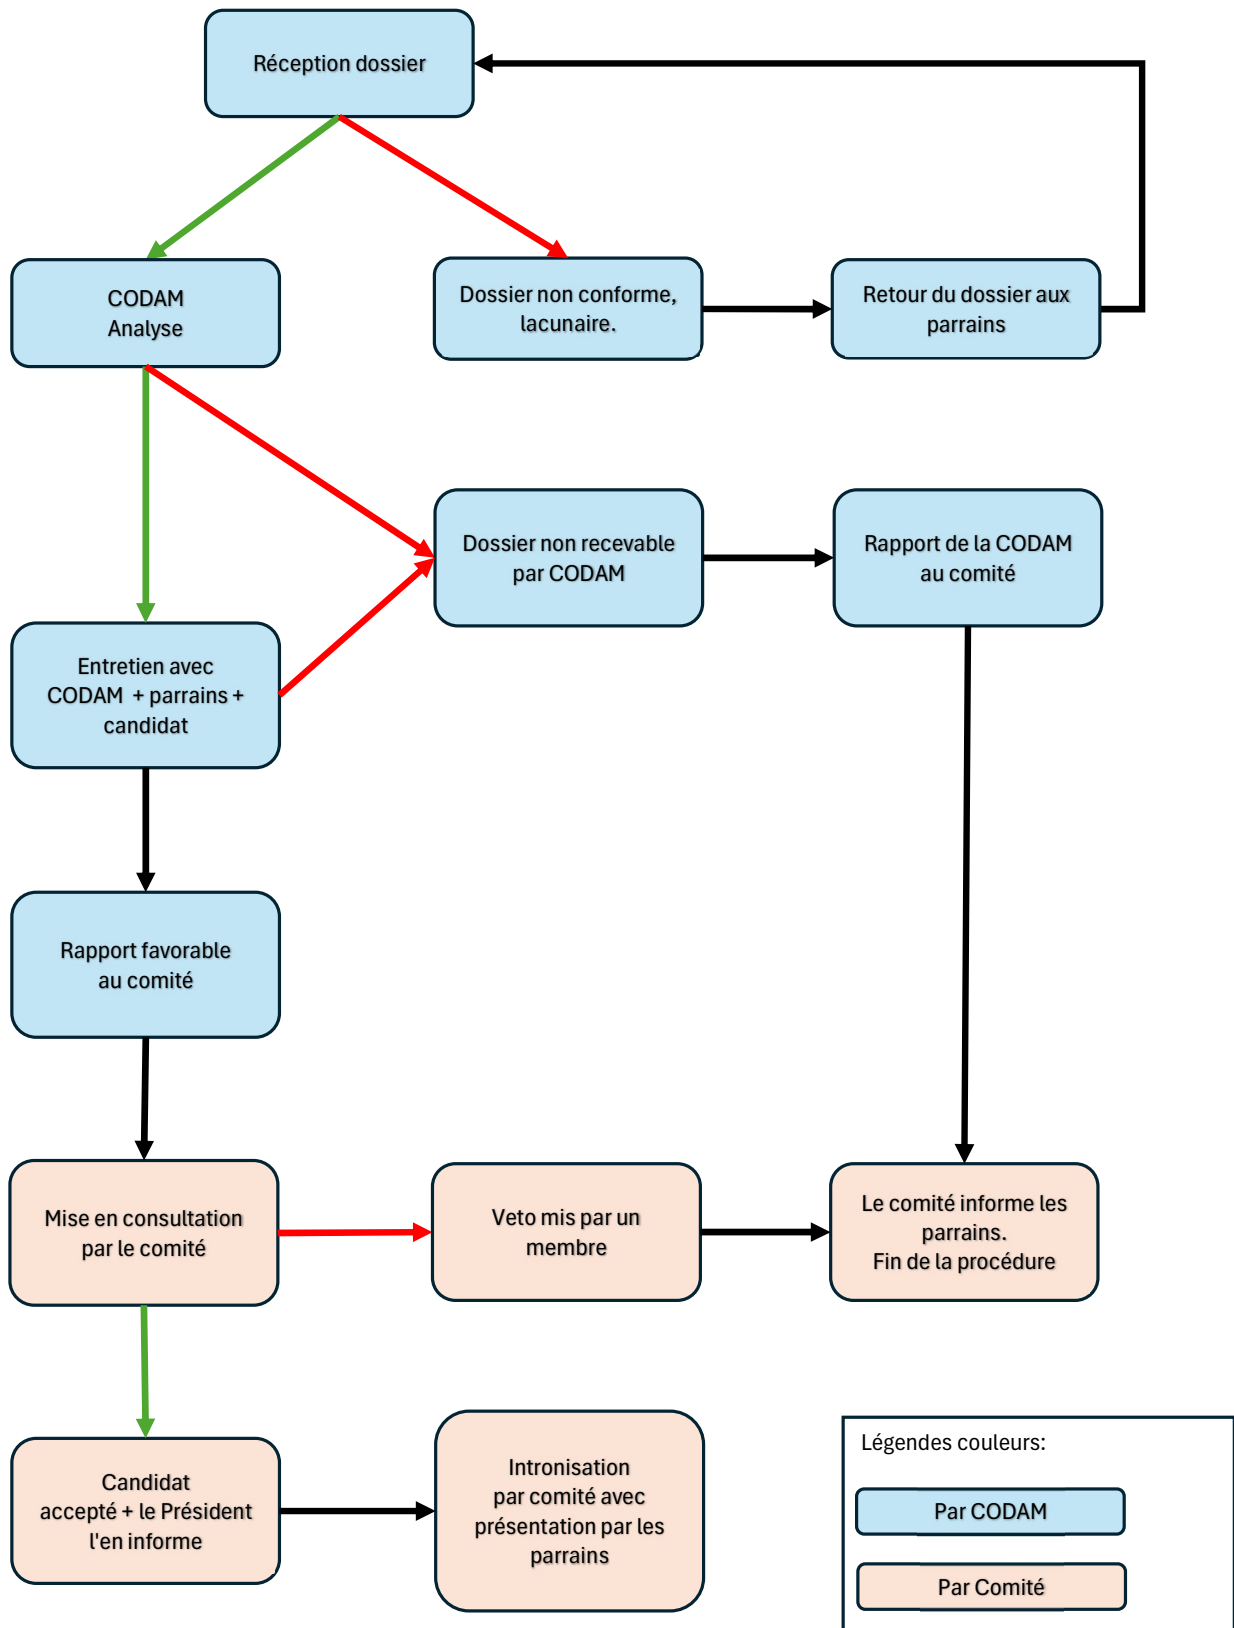 Réception dossier
CODAM
Analyse
Dossier non conforme,
lacunaire.
Retour du dossier aux
parrains
Dossier non recevable
par CODAM
Rapport de la CODAM
au comité
Entretien avec
CODAM + parrains +
candidat
Rapport favorable
au comité
Mise en consultation
par le comité
Veto mis par un
membre
Le comité informe les
parrains.
Fin de la procédure
Candidat
accepté + le Président
l'en informe
Intronisation
par comité avec
présentation par les
parrains
Légendes couleurs:
Par CODAM
Par Comité